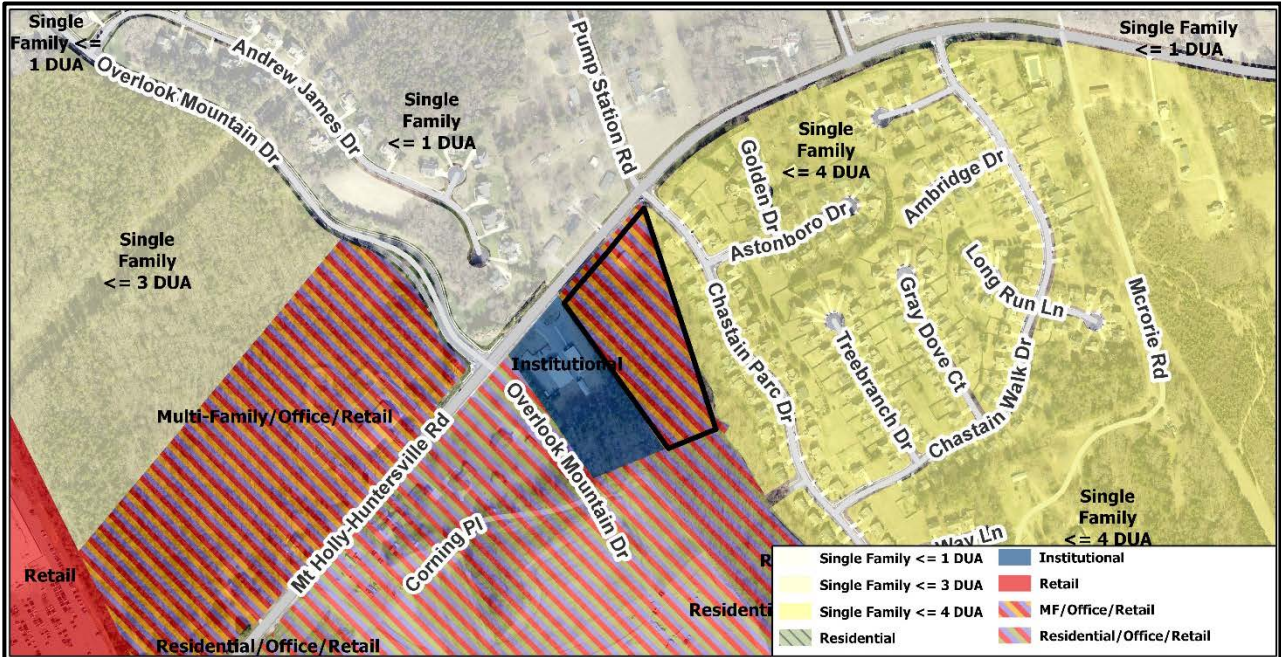 Single
Family <=
1 DUA
Overlook Mountain Dr
Andrew James Dr
Pump Station Rd
Single Family
<= 1 DUA
Single
Family
<= 1 DUA
Single
Family
<= 4 DUA
Golden Dr
Astonboro Dr
Ambridge Dr
Single
Family
<= 3 DUA
Long Run Ln
Gray Dove Ct
Mcrorie Rd
Chastain Parc Dr
Treebranch Dr
Institutional
Multi-Family/Office/Retail
Overlook Mountain Dr
Chastain Walk Dr
Mt Holly-Huntersville Rd
Corning Pl
Single
Family
<= 4 DUA
Way Ln
Retail
R
Residenti
Residential/Office/Retail
Single Family <= 1 DUA
Single Family <= 3 DUA
Single Family <= 4 DUA
Residential
Institutional
Retail
MF/Office/Retail
Residential/Office/Retail